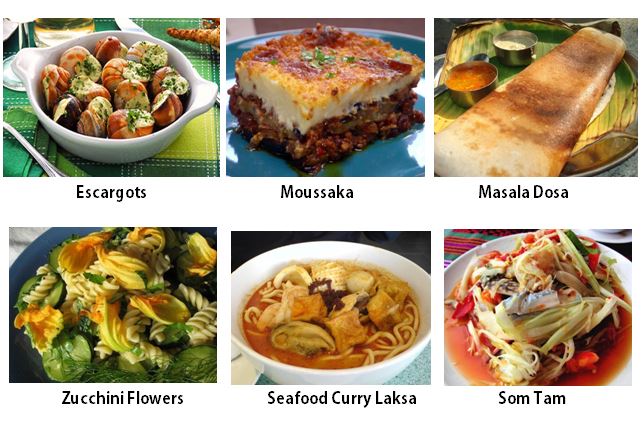 Escargots
Moussaka
Masala Dosa
Zucchini Flowers
Seafood Curry Laksa
Som Tam